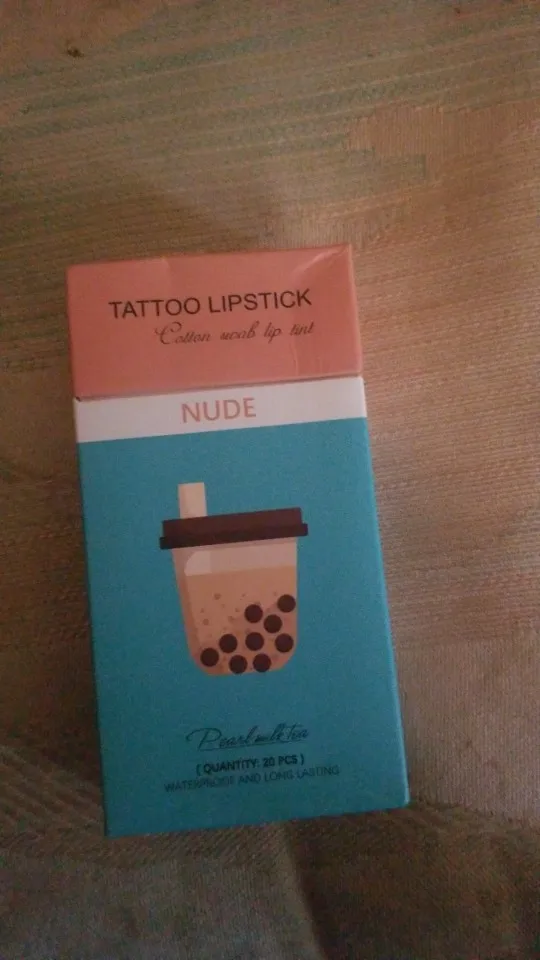 TATTOO LIPSTICK
Cotton swab lip tint
NUDE
Pearl milk tea
( QUANTITY: 20 PCS )
WATERPROOF AND LONG LASTING